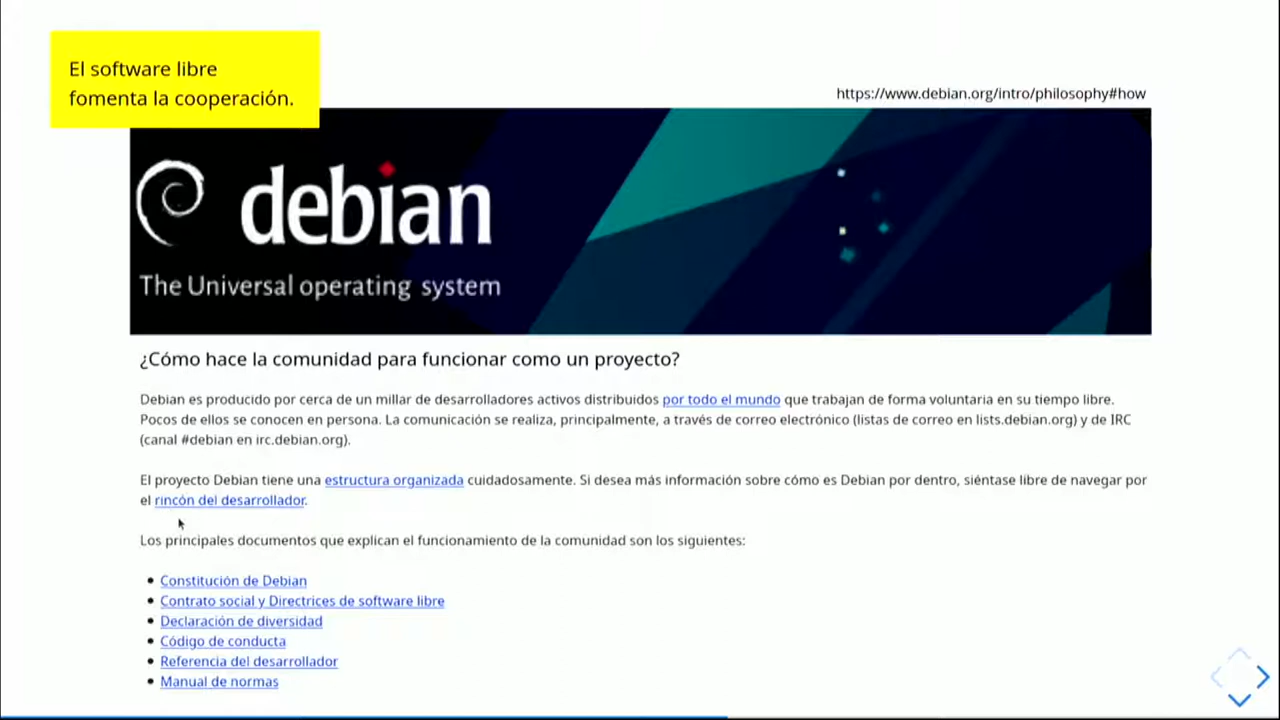 El software libre
fomenta la cooperación.
https://www.debian.org/intro/philosophy#how
debian
The Universal operating system
¿Cómo hace la comunidad para funcionar como un proyecto?
Debian es producido por cerca de un millar de desarrolladores activos distribuidos por todo el mundo que trabajan de forma voluntaria en su tiempo libre.
Pocos de ellos se conocen en persona. La comunicación se realiza, principalmente, a través de correo electrónico (listas de correo en lists.debian.org) y de IRC
(canal #debian en irc.debian.org).
El proyecto Debian tiene una estructura organizada cuidadosamente. Si desea más información sobre cómo es Debian por dentro, siéntase libre de navegar por
el rincón del desarrollador.
Los principales documentos que explican el funcionamiento de la comunidad son los siguientes:
• Constitución de Debian
• Contrato social y Directrices de software libre
• Declaración de diversidad
• Código de conducta
• Referencia del desarrollador
• Manual de normas